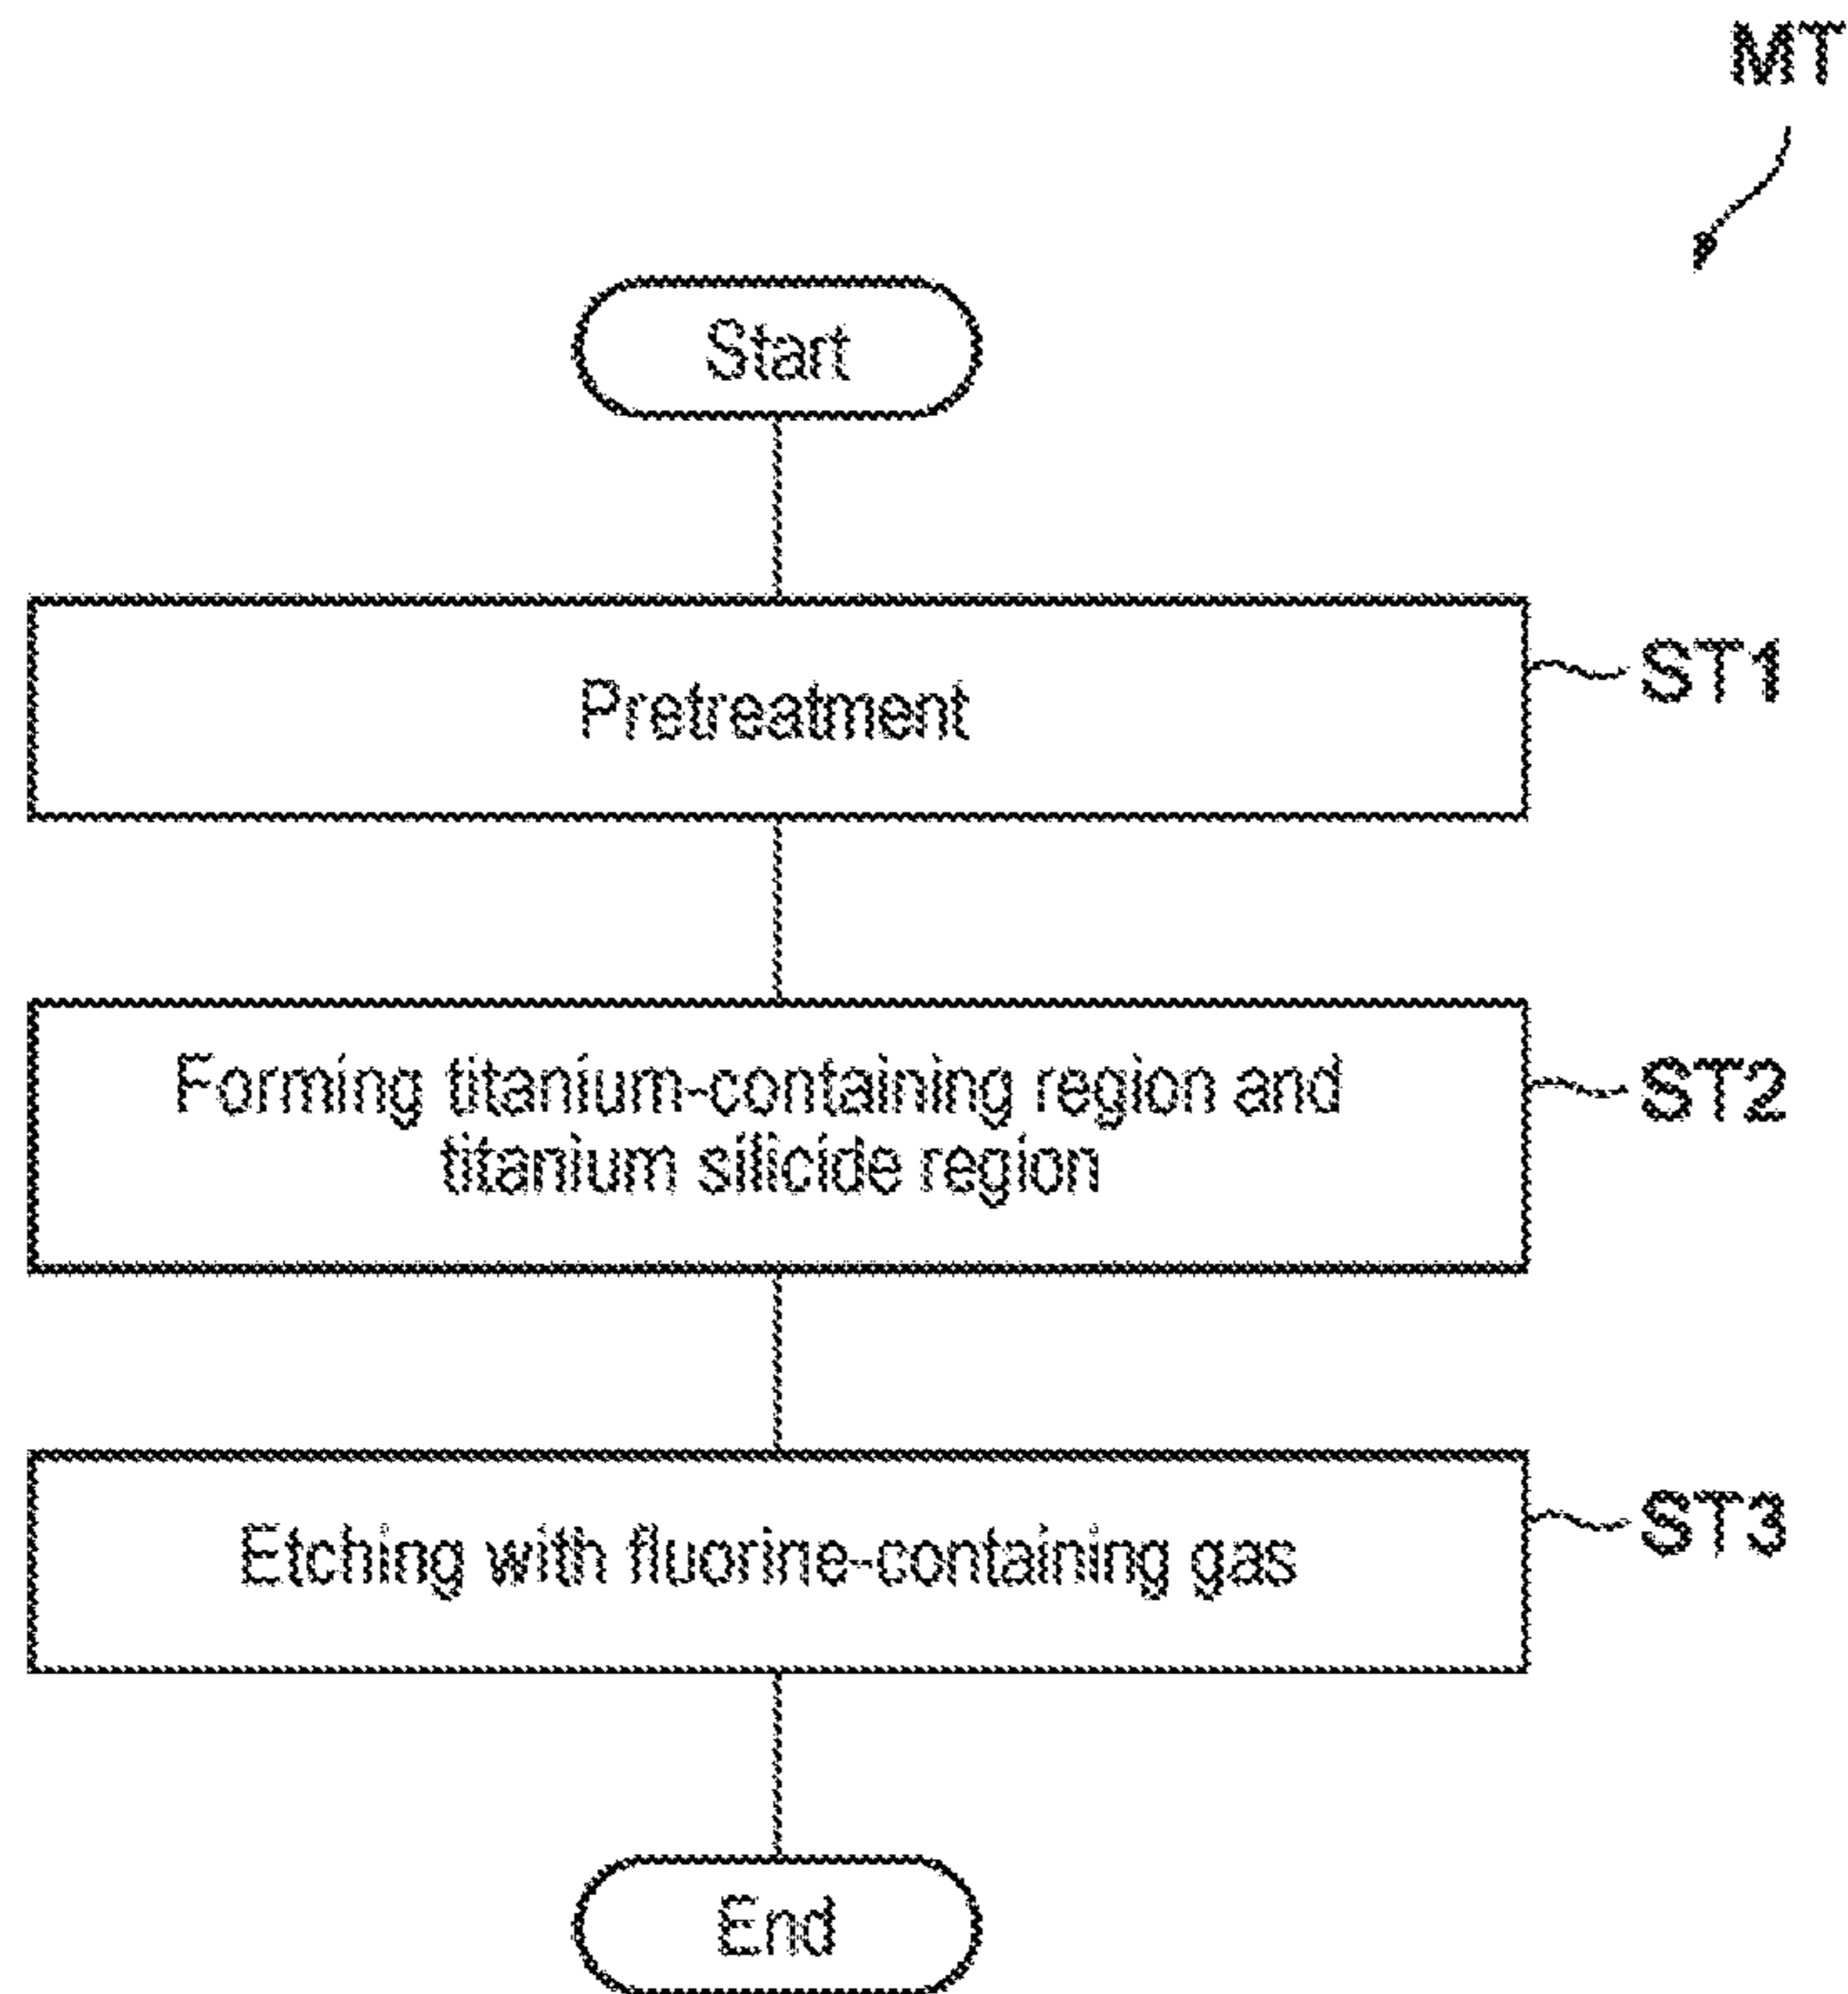 MT
Start
Pretreatment
ST1
Forming titanium-containing region and
titanium silicide region
ST2
Etching with fluorine-containing gas
ST3
End